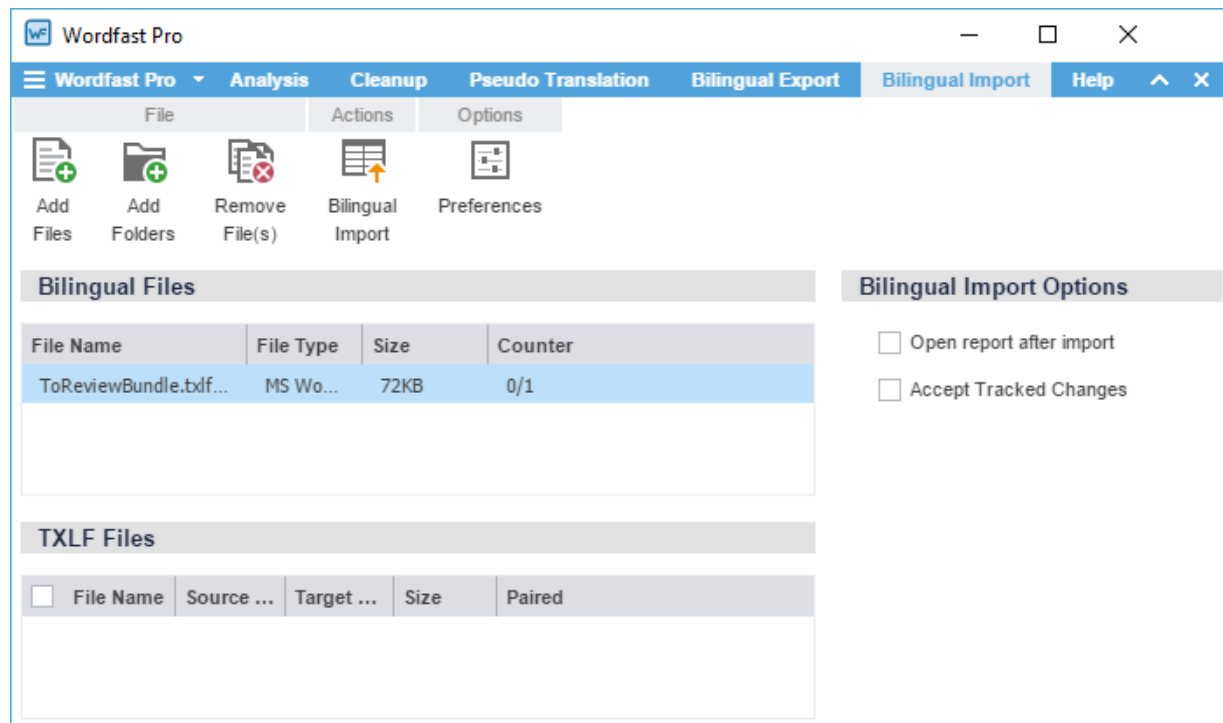 WF Wordfast Pro
Wordfast Pro Analysis Cleanup Pseudo Translation Bilingual Export Bilingual Import Help
File Actions Options
Add Files
Add Folders
Remove File(s)
Bilingual Import
Preferences
Bilingual Files
File Name File Type Size Counter
ToReviewBundle.txlf... MS Wo... 72KB 0/1
Bilingual Import Options
Open report after import
Accept Tracked Changes
TXLF Files
File Name Source ... Target ... Size Paired